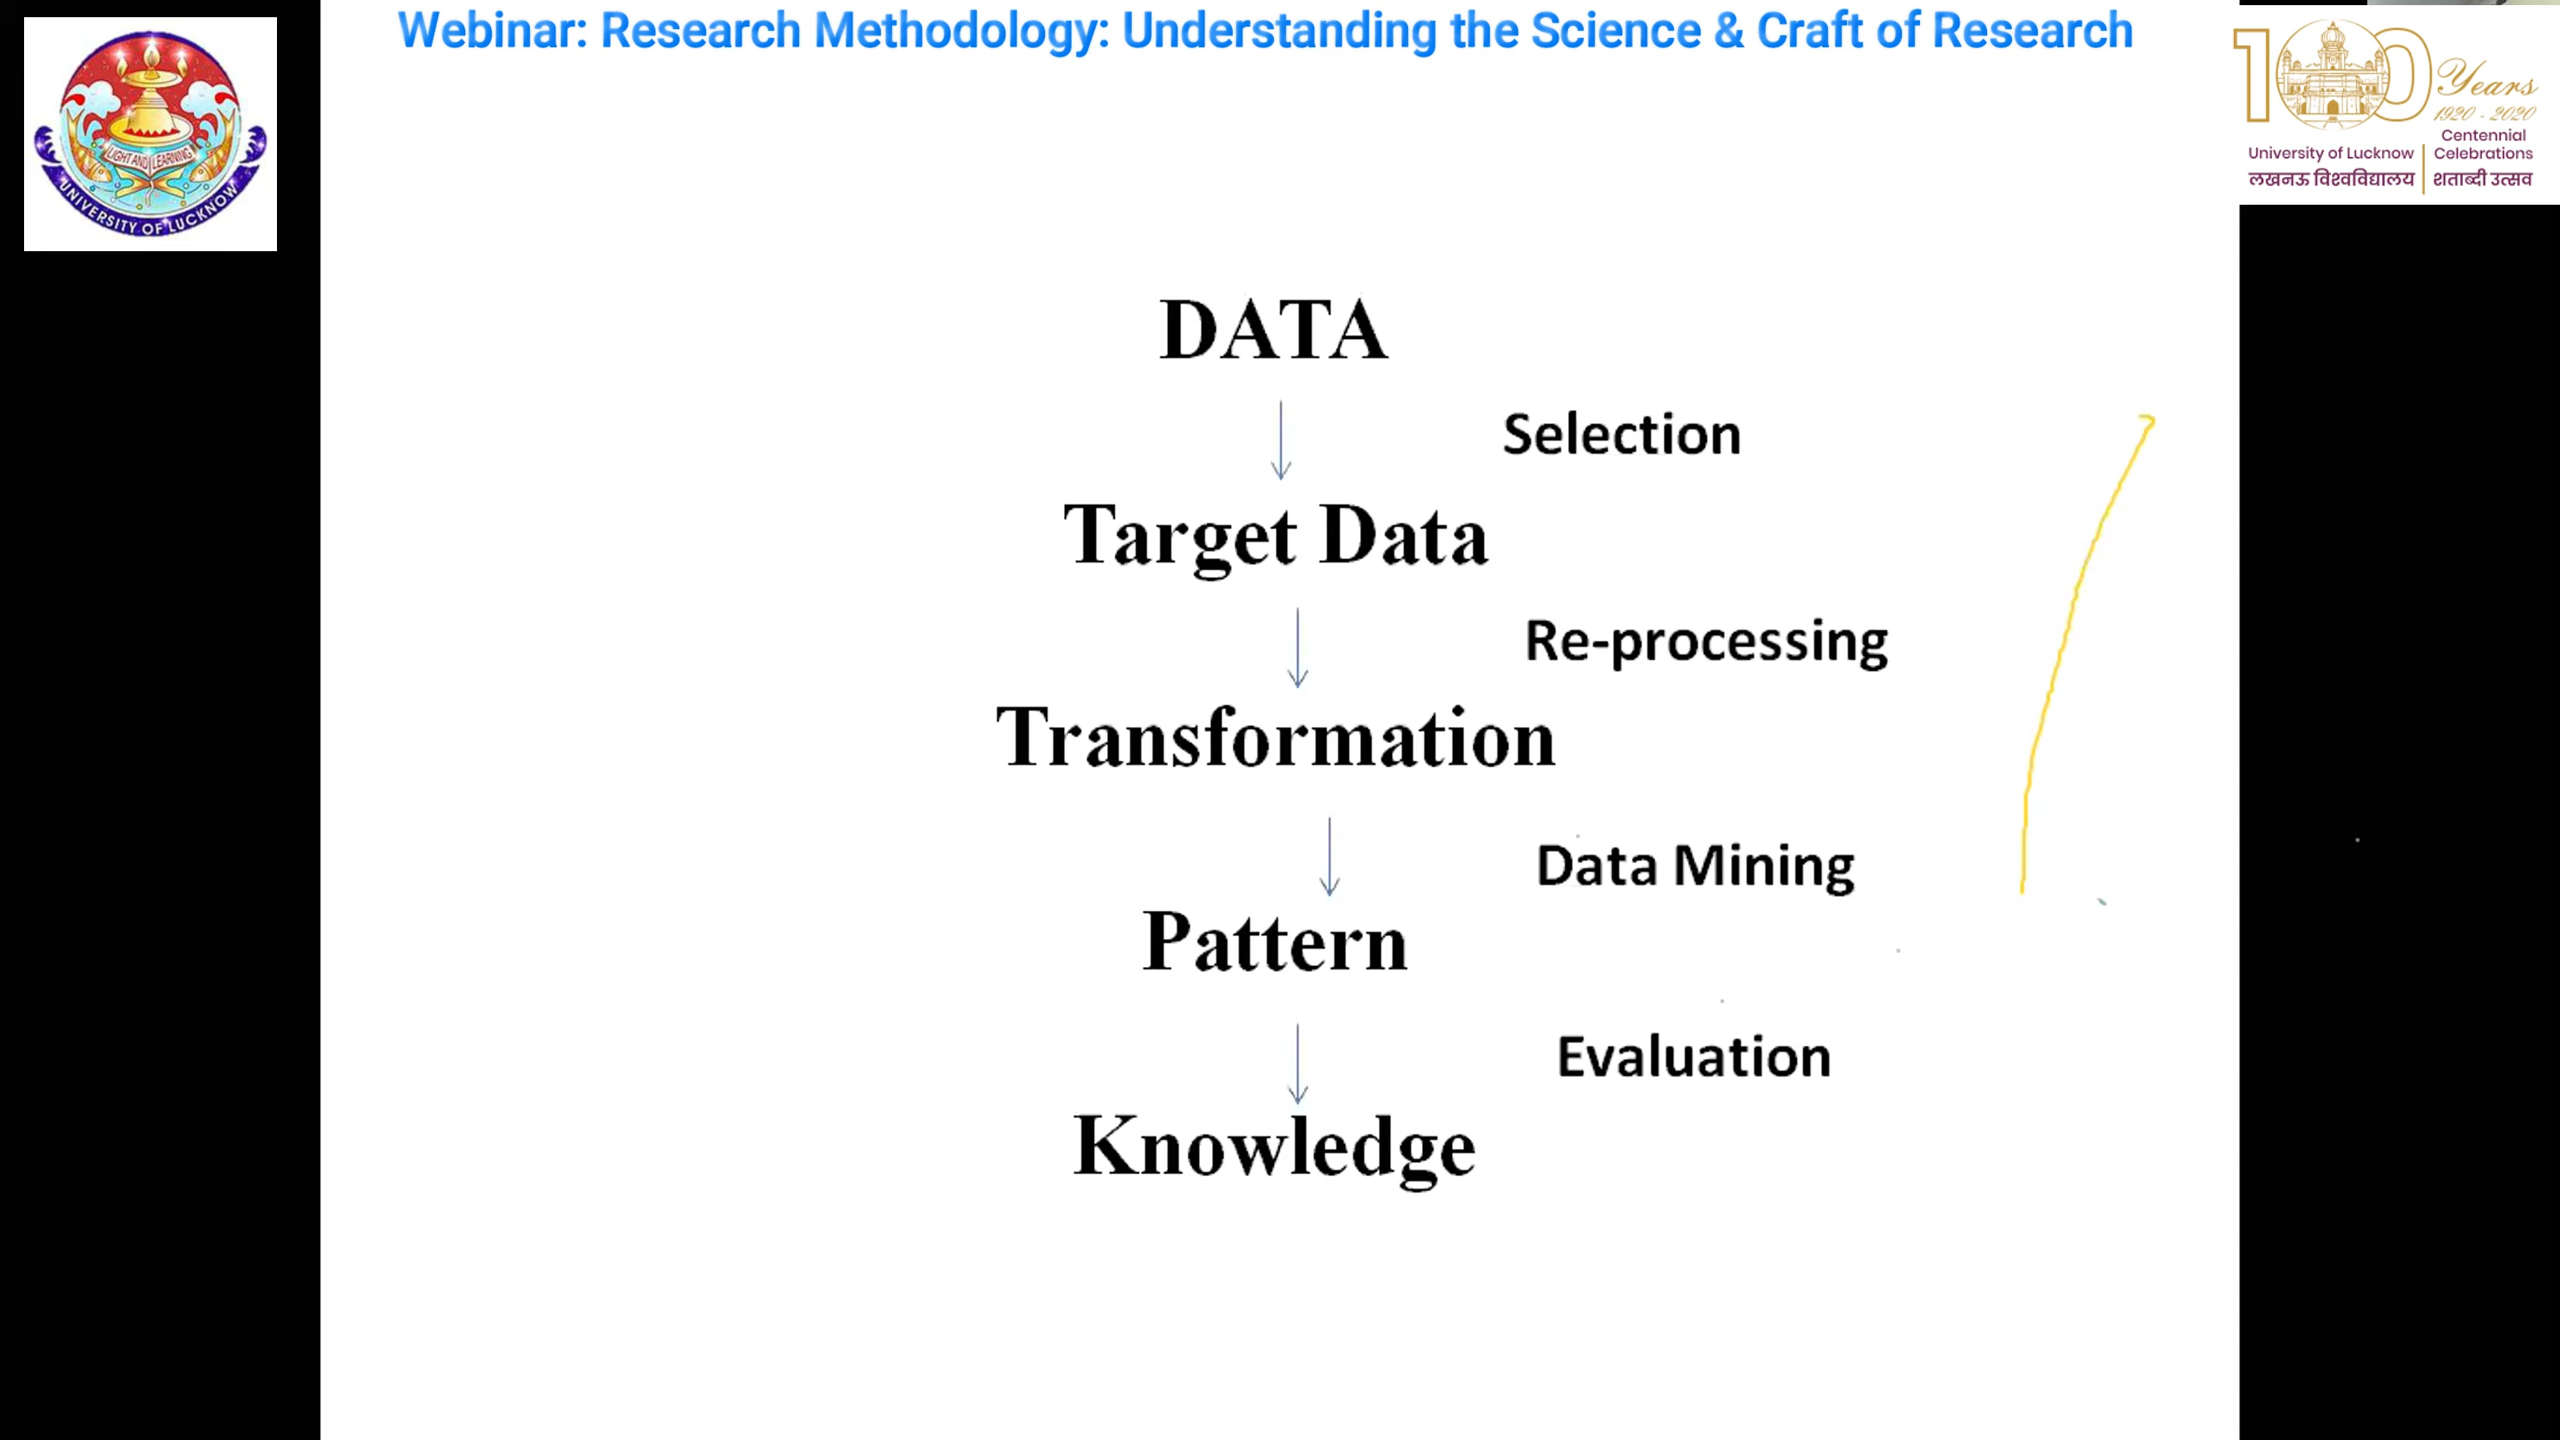 Webinar: Research Methodology: Understanding the Science & Craft of Research
LIGHT AND LEARNING
UNIVERSITY OF LUCKNOW
100 Years
1920 - 2020
Centennial
University of Lucknow Celebrations
लखनऊ विश्वविद्यालय शताब्दी उत्सव
DATA
Selection
Target Data
Re-processing
Transformation
Data Mining
Pattern
Evaluation
Knowledge